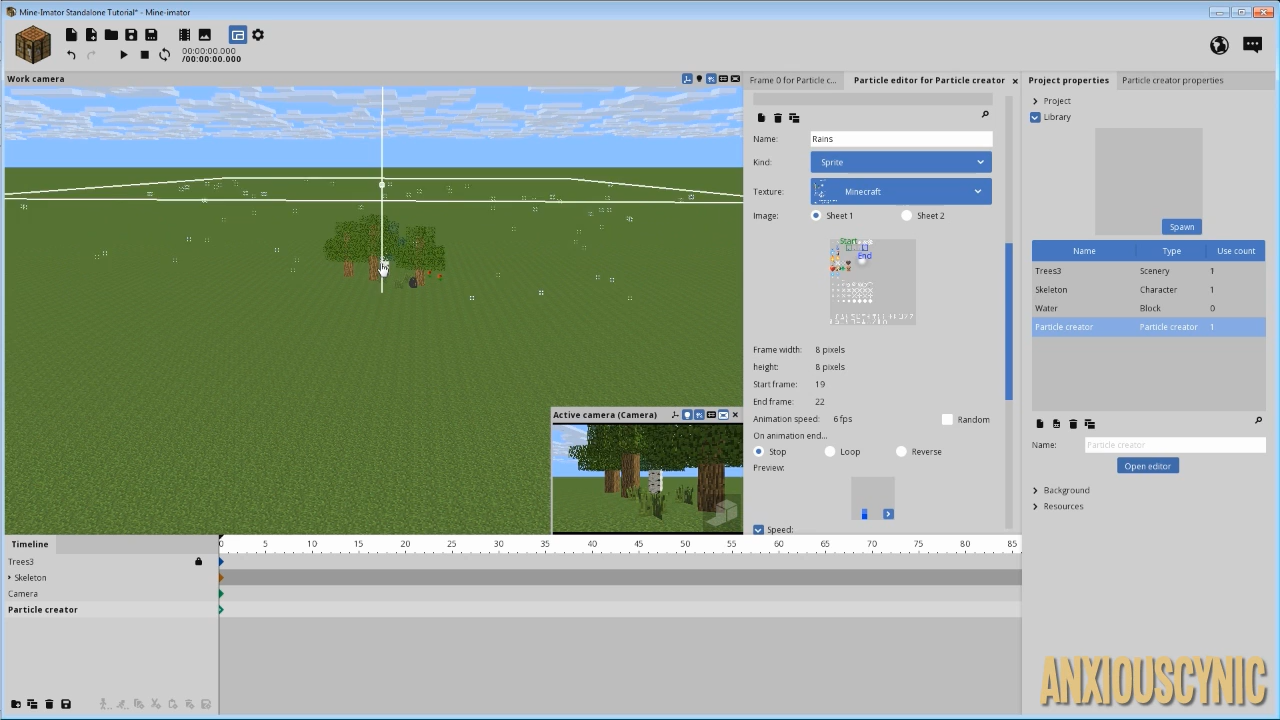 Mine-Imator Standalone Tutorial* - Mine-imator
00:00:00.000
/00:00:00.000
Work camera
Frame 0 for Particle c...
Particle editor for Particle creator
Name: Rains
Kind: Sprite
Texture: Minecraft
Image: Sheet 1 Sheet 2
Start
End
Frame width: 8 pixels
height: 8 pixels
Start frame: 19
End frame: 22
Animation speed: 6 fps Random
On animation end...
Stop Loop Reverse
Preview:
Speed:
Active camera (Camera)
Project properties Particle creator properties
Project
Library
Spawn
Name Type Use count
Trees3 Scenery 1
Skeleton Character 1
Water Block 0
Particle creator Particle creator 1
Name: Particle creator
Open editor
Background
Resources
Timeline
0 5 10 15 20 25 30 35 40 45 50 55 60 65 70 75 80 85
Trees3
Skeleton
Camera
Particle creator
ANXIOUSCYNIC